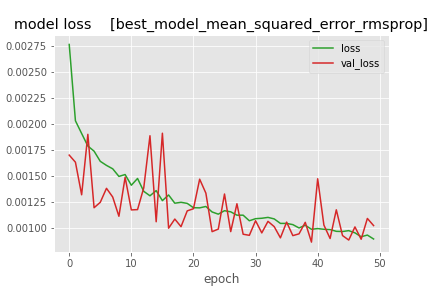 model loss    [best_model_mean_squared_error_rmsprop]
loss
val_loss
0.00275
0.00250
0.00225
0.00200
0.00175
0.00150
0.00125
0.00100
0 10 20 30 40 50
epoch